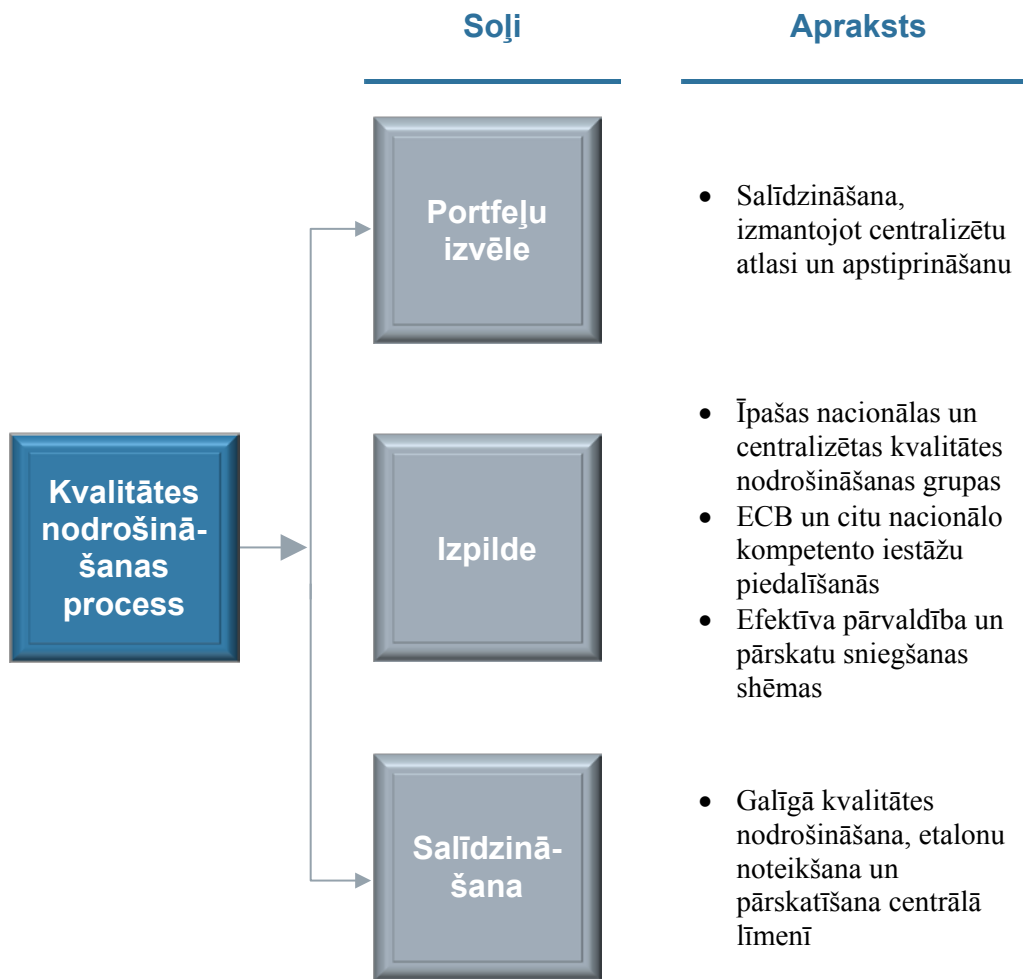 Soļi
Apraksts
Kvalitātes
nodrošinā-
šanas
process
Portfeļu
izvēle
• Salīdzināšana,
izmantojot centralizētu
atlasi un apstiprināšanu
Izpilde
• Īpašas nacionālas un
centralizētas kvalitātes
nodrošināšanas grupas
• ECB un citu nacionālo
kompetento iestāžu
piedalīšanās
• Efektīva pārvaldība un
pārskatu sniegšanas
shēmas
Salīdzinā-
šana
• Galīgā kvalitātes
nodrošināšana, etalonu
noteikšana un
pārskatīšana centrālā
līmenī